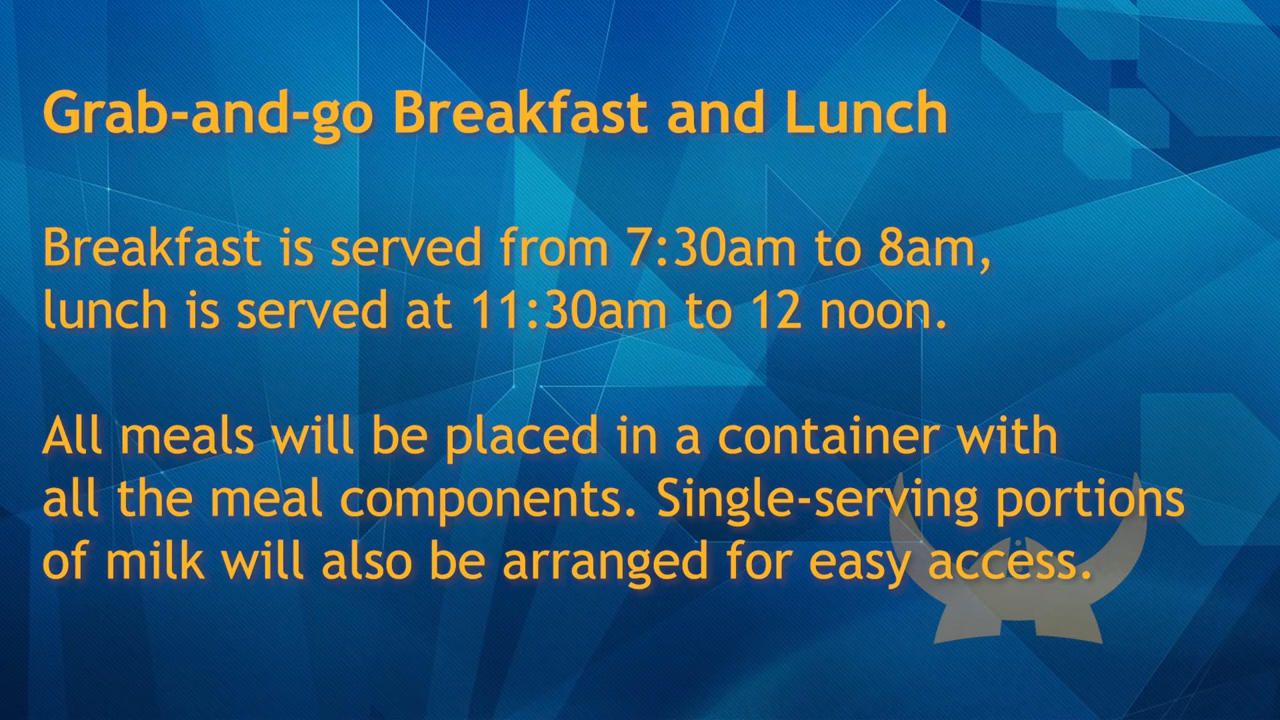 Grab-and-go Breakfast and Lunch
Breakfast is served from 7:30am to 8am,
lunch is served at 11:30am to 12 noon.
All meals will be placed in a container with
all the meal components. Single-serving portions
of milk will also be arranged for easy access.